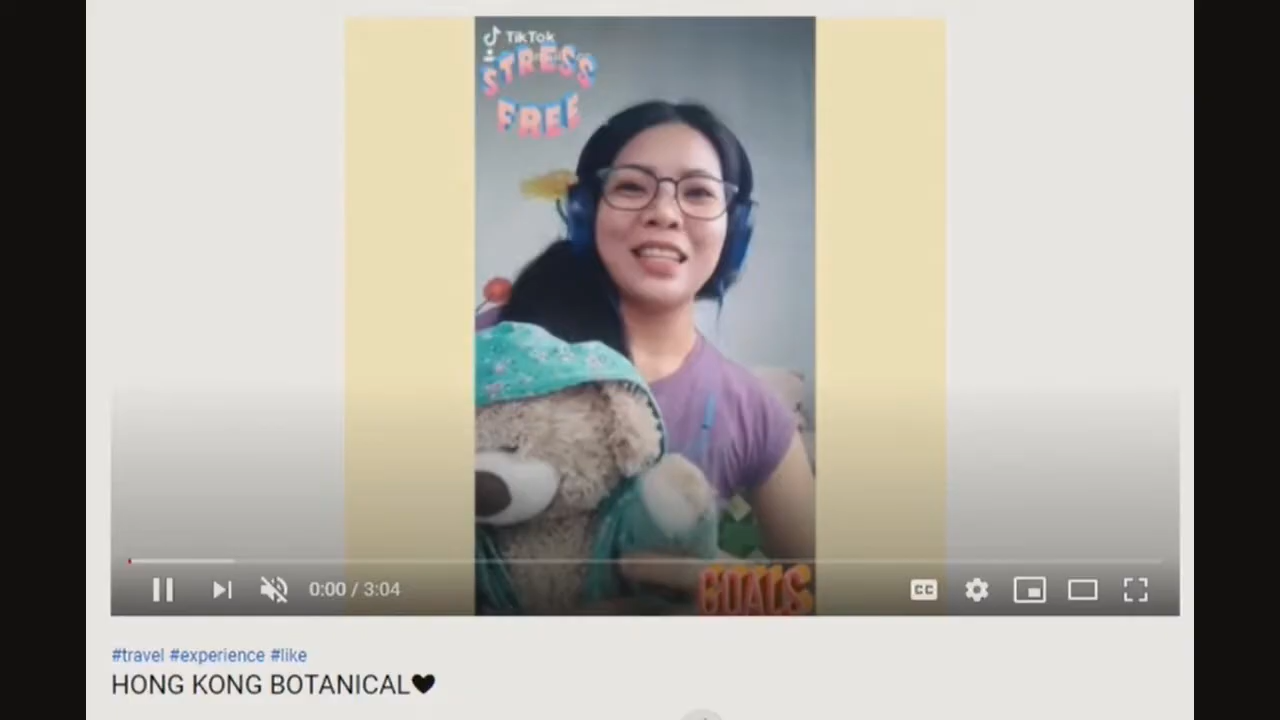 TikTok
STRESS
FREE
GOALS
0:00 / 3:04
CC
#travel #experience #like
HONG KONG BOTANICAL🖤